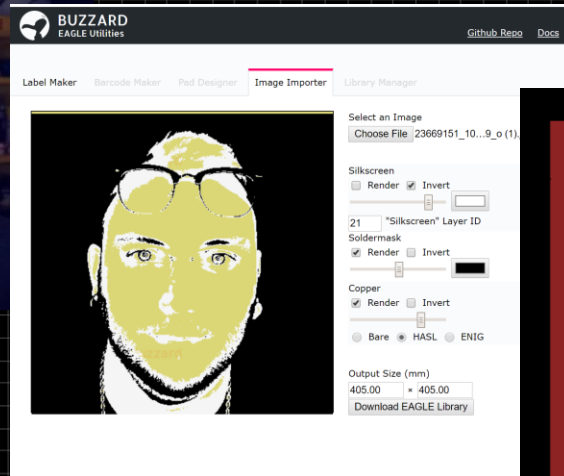 BUZZARD
EAGLE Utilities
Github Repo Docs
Label Maker Barcode Maker Pad Designer Image Importer Library Manager
Select an Image
Choose File 23669151_10...9_o (1).
Silkscreen
Render Invert
21 "Silkscreen" Layer ID
Soldermask
Render Invert
Copper
Render Invert
Bare HASL ENIG
Output Size (mm)
405.00 × 405.00
Download EAGLE Library